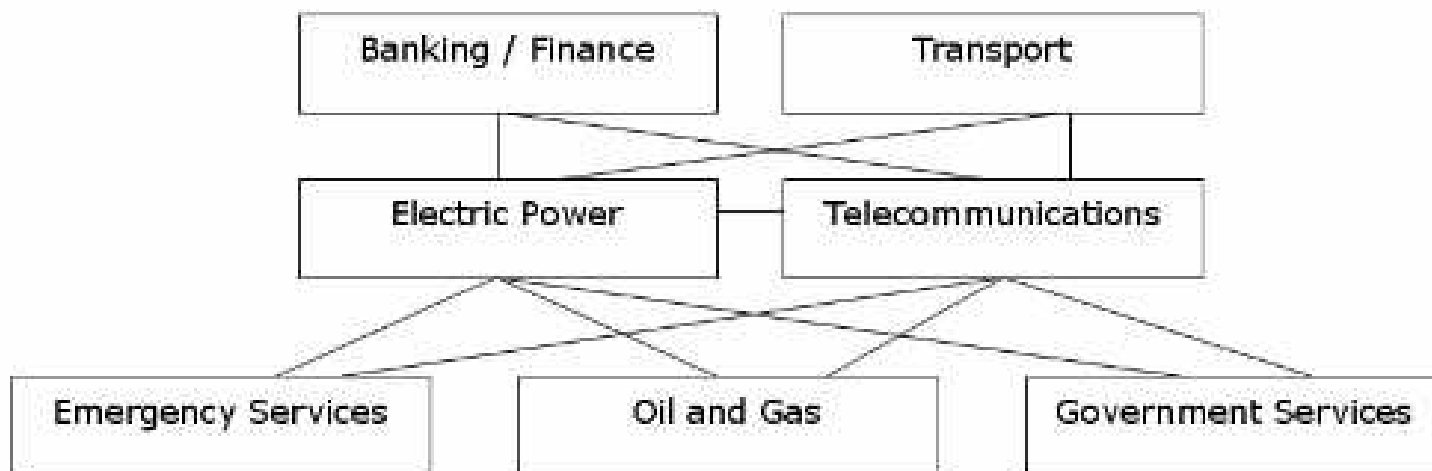 Banking / Finance
Transport
Electric Power
Telecommunications
Emergency Services
Oil and Gas
Government Services